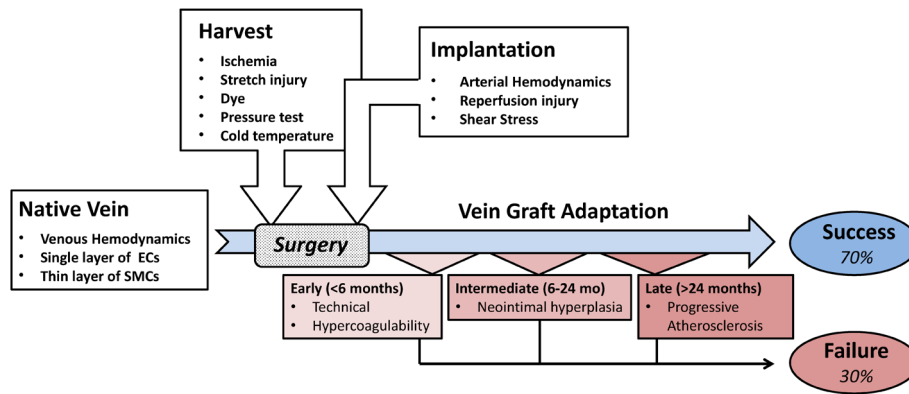 Harvest
• Ischemia
• Stretch injury
• Dye
• Pressure test
• Cold temperature
Implantation
• Arterial Hemodynamics
• Reperfusion injury
• Shear Stress
Native Vein
• Venous Hemodynamics
• Single layer of ECs
• Thin layer of SMCs
Surgery
Vein Graft Adaptation
Success
70%
Early (<6 months)
• Technical
• Hypercoagulability
Intermediate (6-24 mo)
• Neointimal hyperplasia
Late (>24 months)
• Progressive
Atherosclerosis
Failure
30%